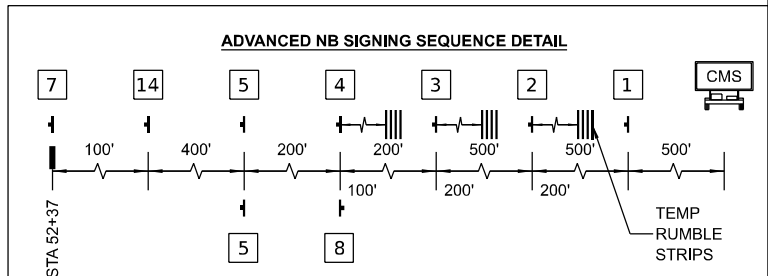 ADVANCED NB SIGNING SEQUENCE DETAIL
CMS
7 14 5 4 3 2 1
100' 400' 200' 200' 500' 500' 500'
100' 200' 200'
5 8
TEMP
RUMBLE
STRIPS
STA 52+37